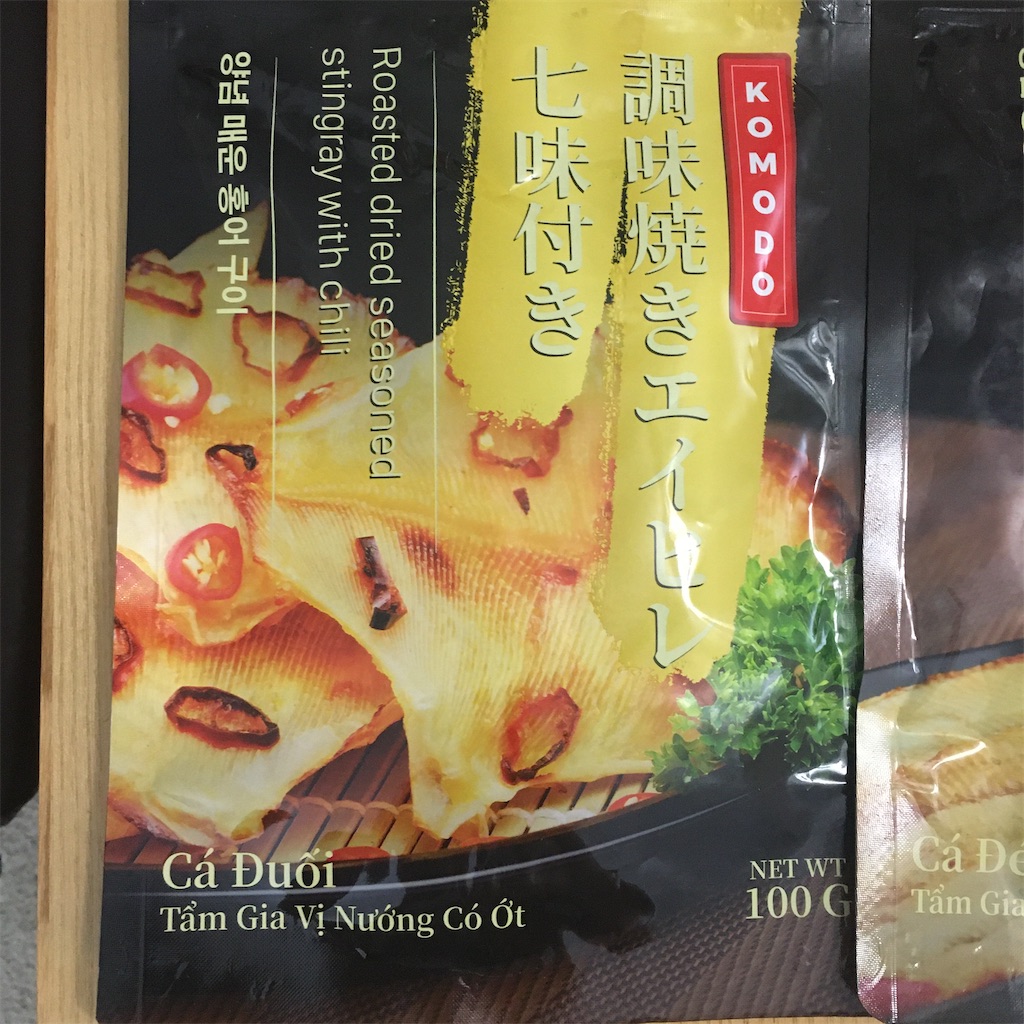 KOMODO
調味焼きエイヒレ
七味付き
Roasted dried seasoned
stingray with chili
양념 매운 홍어 구이
Cá Đuối
Tẩm Gia Vị Nướng Có Ớt
NET WT
100 G
Tẩm Gia